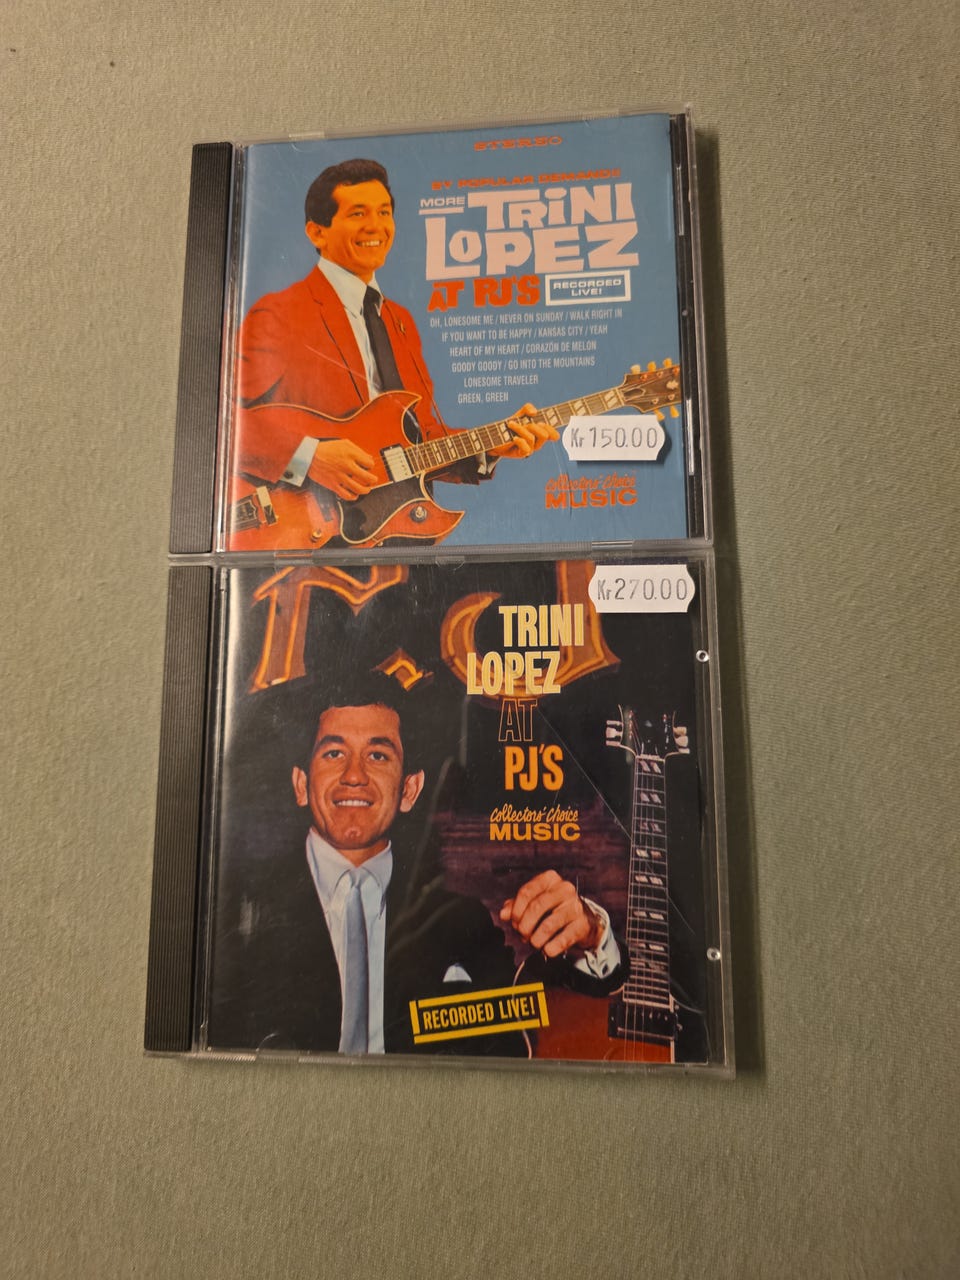 STEREO
BY POPULAR DEMAND!!
MORE TRINI
LOPEZ
AT PJ'S RECORDED LIVE!
OH, LONESOME ME / NEVER ON SUNDAY / WALK RIGHT IN
IF YOU WANT TO BE HAPPY / KANSAS CITY / YEAH
HEART OF MY HEART / CORAZÓN DE MELON
GOODY GOODY / GO INTO THE MOUNTAINS
LONESOME TRAVELER
GREEN, GREEN
Kr 150.00
collectors' choice
MUSIC
Kr 270.00
P.J
TRINI
LOPEZ
AT
PJ'S
collectors' choice
MUSIC
RECORDED LIVE!